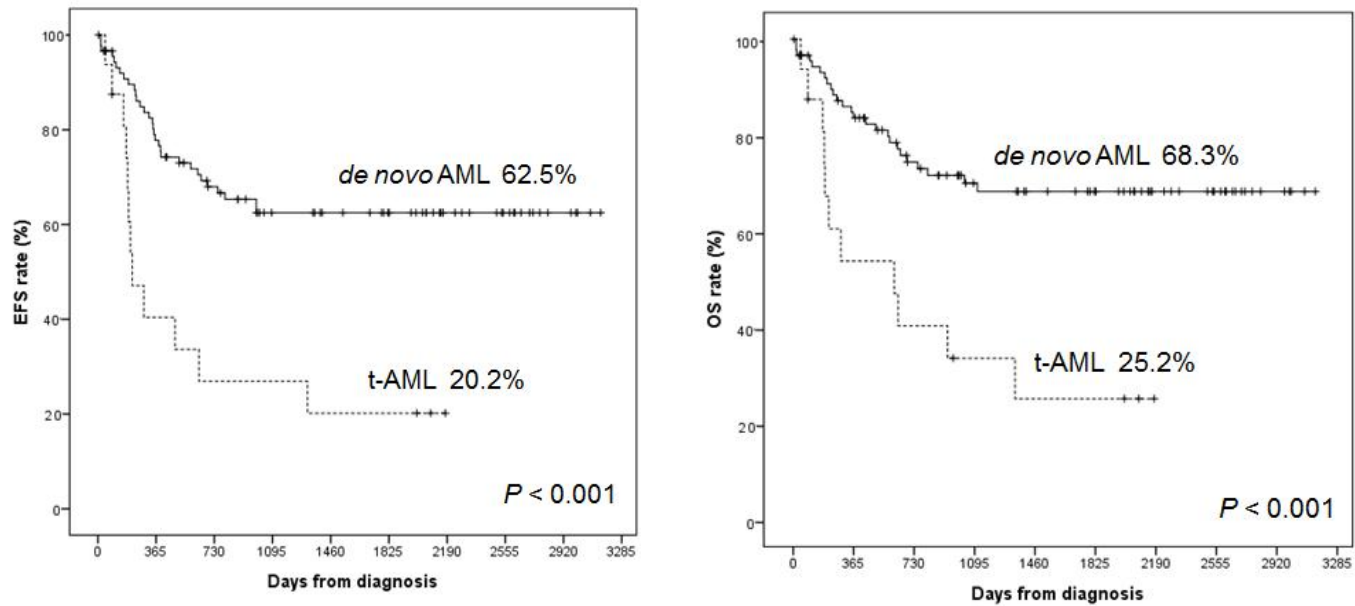 EFS rate (%)
100
80
60
40
20
0
de novo AML 62.5%
t-AML 20.2%
P < 0.001
0 365 730 1095 1460 1825 2190 2555 2920 3285
Days from diagnosis
OS rate (%)
100
80
60
40
20
0
de novo AML 68.3%
t-AML 25.2%
P < 0.001
0 365 730 1095 1460 1825 2190 2555 2920 3285
Days from diagnosis